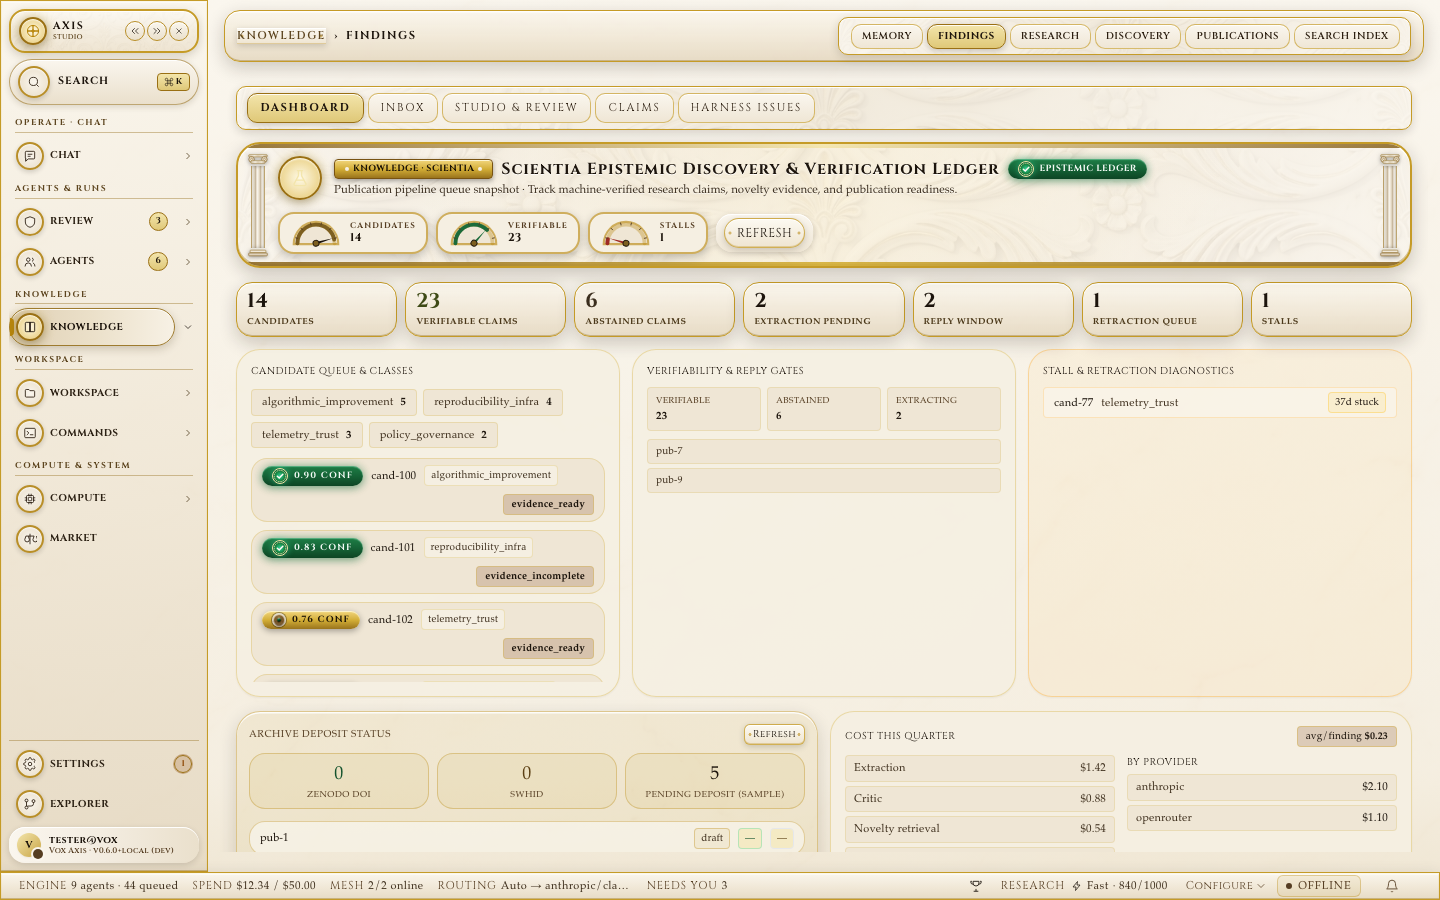 AXIS
STUDIO
SEARCH
⌘ K
OPERATE · CHAT
CHAT
AGENTS & RUNS
REVIEW 3
AGENTS 6
KNOWLEDGE
KNOWLEDGE
WORKSPACE
WORKSPACE
COMMANDS
COMPUTE & SYSTEM
COMPUTE
MARKET
SETTINGS 1
EXPLORER
V
TESTER@VOX
VOX AXIS · V0.6.0+LOCAL (DEV)
KNOWLEDGE › FINDINGS
MEMORY FINDINGS RESEARCH DISCOVERY PUBLICATIONS SEARCH INDEX
DASHBOARD INBOX STUDIO & REVIEW CLAIMS HARNESS ISSUES
KNOWLEDGE · SCIENTIA SCIENTIA EPISTEMIC DISCOVERY & VERIFICATION LEDGER EPISTEMIC LEDGER
Publication pipeline queue snapshot · Track machine-verified research claims, novelty evidence, and publication readiness.
CANDIDATES 14
VERIFIABLE 23
STALLS 1
REFRESH
14 CANDIDATES
23 VERIFIABLE CLAIMS
6 ABSTAINED CLAIMS
2 EXTRACTION PENDING
2 REPLY WINDOW
1 RETRACTION QUEUE
1 STALLS
CANDIDATE QUEUE & CLASSES
algorithmic_improvement 5 reproducibility_infra 4
telemetry_trust 3 policy_governance 2
0.90 CONF cand-100 algorithmic_improvement
evidence_ready
0.83 CONF cand-101 reproducibility_infra
evidence_incomplete
0.76 CONF cand-102 telemetry_trust
evidence_ready
VERIFIABILITY & REPLY GATES
VERIFIABLE 23
ABSTAINED 6
EXTRACTING 2
pub-7
pub-9
STALL & RETRACTION DIAGNOSTICS
cand-77 telemetry_trust 37d stuck
ARCHIVE DEPOSIT STATUS REFRESH
0 ZENODO DOI
0 SWHID
5 PENDING DEPOSIT (SAMPLE)
pub-1 draft — —
COST THIS QUARTER avg/finding $0.23
Extraction $1.42
Critic $0.88
Novelty retrieval $0.54
BY PROVIDER
anthropic $2.10
openrouter $1.10
ENGINE 9 agents · 44 queued SPEND $12.34 / $50.00 MESH 2/2 online ROUTING Auto → anthropic/cla… NEEDS YOU 3 RESEARCH Fast · 840/1000 CONFIGURE OFFLINE